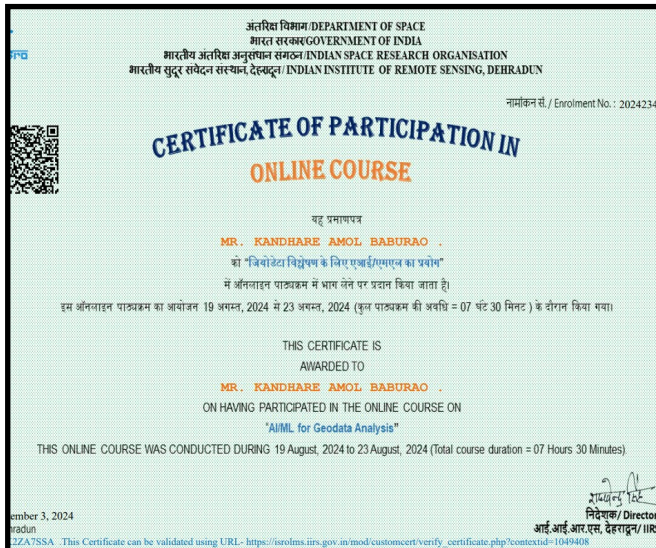 अंतरिक्ष विभाग/DEPARTMENT OF SPACE
भारत सरकार/GOVERNMENT OF INDIA
भारतीय अंतरिक्ष अनुसंधान संगठन/INDIAN SPACE RESEARCH ORGANISATION
भारतीय सुदूर संवेदन संस्थान, देहरादून/ INDIAN INSTITUTE OF REMOTE SENSING, DEHRADUN
नामांकन सं./ Enrolment No. : 2024234
CERTIFICATE OF PARTICIPATION IN
ONLINE COURSE
यह प्रमाणपत्र
MR. KANDHARE AMOL BABURAO .
को "जियोडेटा विश्लेषण के लिए एआई/एमएल का प्रयोग"
में ऑनलाइन पाठ्यक्रम में भाग लेने पर प्रदान किया जाता है।
इस ऑनलाइन पाठ्यक्रम का आयोजन 19 अगस्त, 2024 से 23 अगस्त, 2024 (कुल पाठ्यक्रम की अवधि = 07 घंटे 30 मिनट ) के दौरान किया गया।
THIS CERTIFICATE IS
AWARDED TO
MR. KANDHARE AMOL BABURAO .
ON HAVING PARTICIPATED IN THE ONLINE COURSE ON
"AI/ML for Geodata Analysis"
THIS ONLINE COURSE WAS CONDUCTED DURING 19 August, 2024 to 23 August, 2024 (Total course duration = 07 Hours 30 Minutes).
ember 3, 2024
निदेशक/ Director
hradun
आई.आई.आर.एस, देहरादून/ IIRS
2ZA7SSA .This Certificate can be validated using URL- https://isrolms.iirs.gov.in/mod/customcert/verify_certificate.php?contextid=1049408